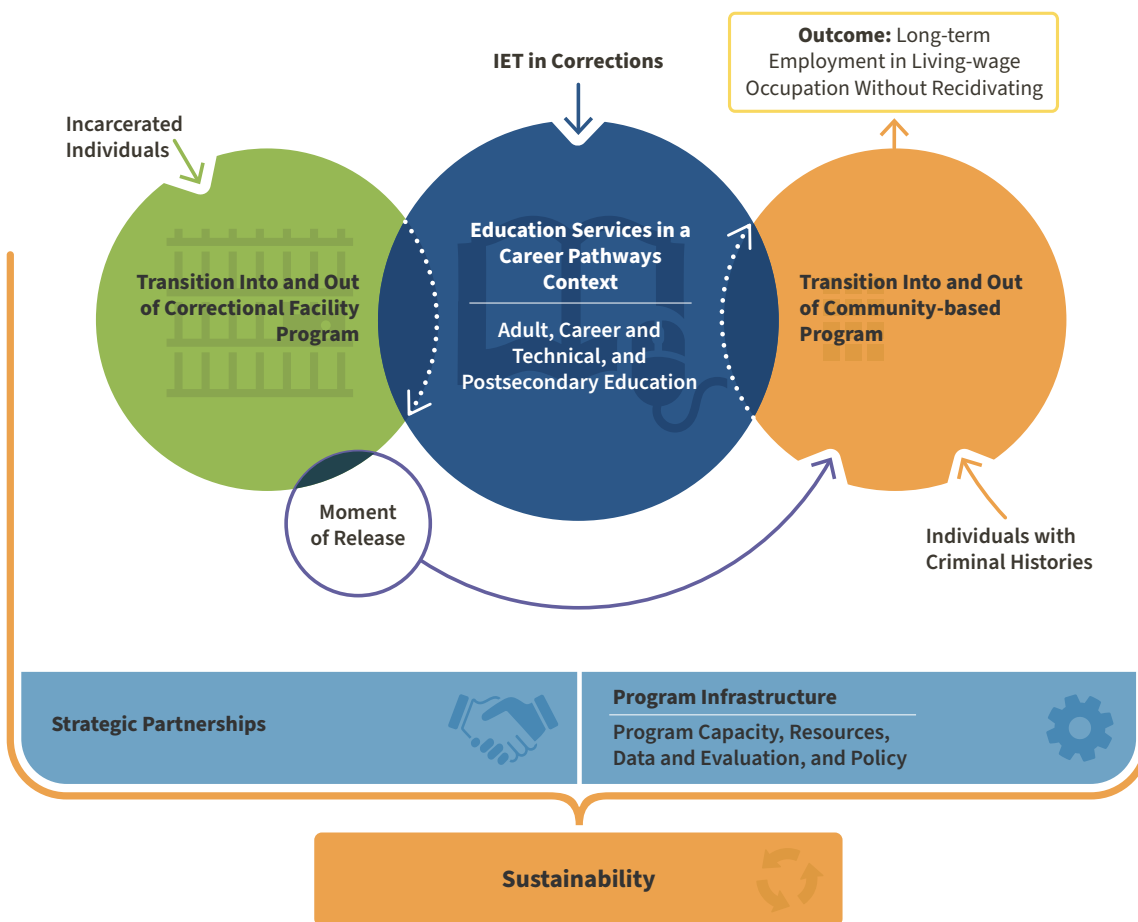 Outcome: Long-term
Employment in Living-wage
Occupation Without Recidivating
IET in Corrections
Incarcerated
Individuals
Transition Into and Out
of Correctional Facility
Program
Education Services in a
Career Pathways
Context
Adult, Career and
Technical, and
Postsecondary Education
Transition Into and Out
of Community-based
Program
Moment
of Release
Individuals with
Criminal Histories
Strategic Partnerships
Program Infrastructure
Program Capacity, Resources,
Data and Evaluation, and Policy
Sustainability